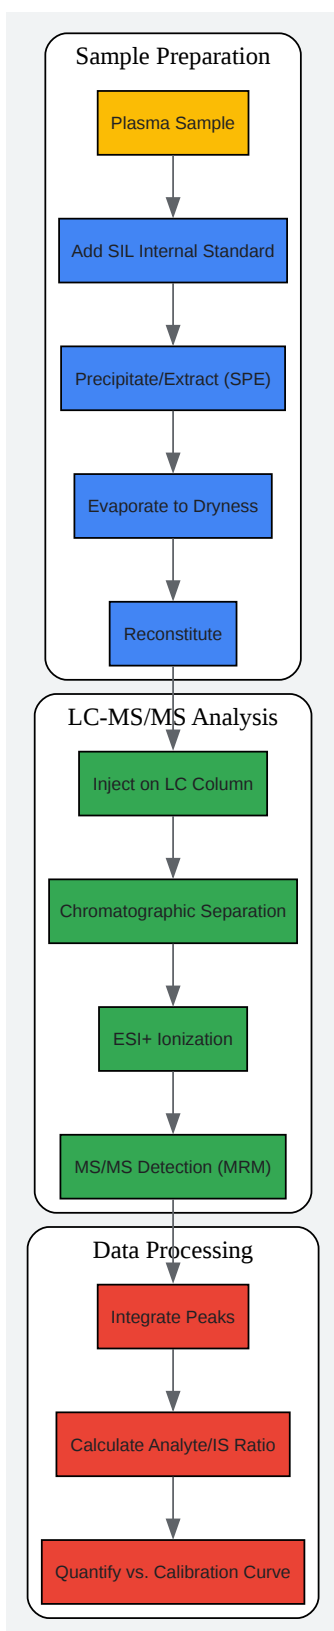 Sample Preparation
Plasma Sample
Add SIL Internal Standard
Precipitate/Extract (SPE)
Evaporate to Dryness
Reconstitute
LC-MS/MS Analysis
Inject on LC Column
Chromatographic Separation
ESI+ Ionization
MS/MS Detection (MRM)
Data Processing
Integrate Peaks
Calculate Analyte/IS Ratio
Quantify vs. Calibration Curve